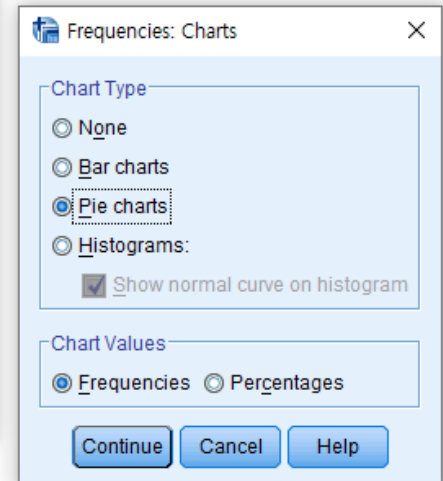 Frequencies: Charts
Chart Type
None
Bar charts
Pie charts
Histograms:
Show normal curve on histogram
Chart Values
Frequencies Percentages
Continue Cancel Help